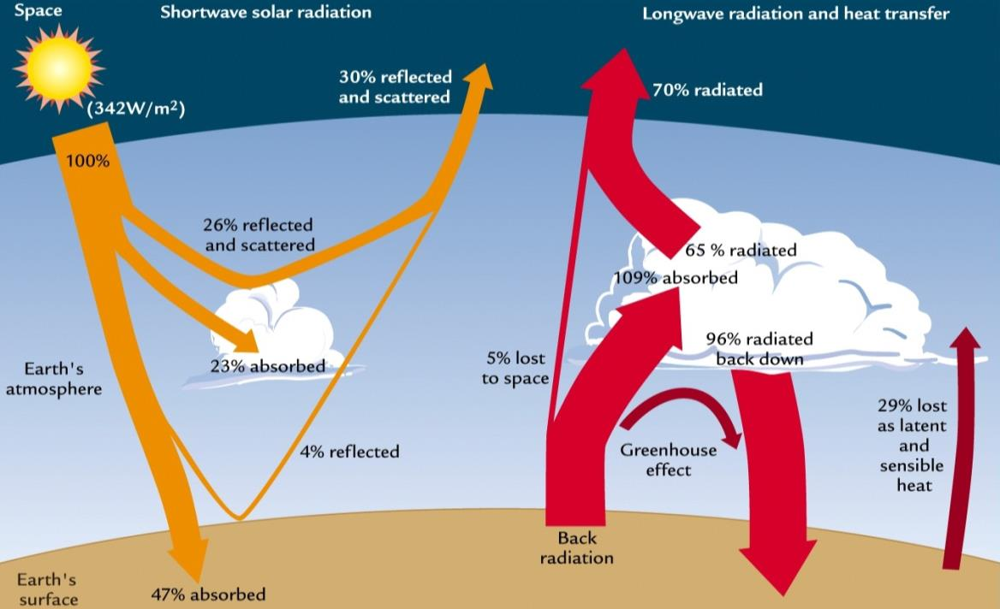 Space
Shortwave solar radiation
Longwave radiation and heat transfer
(342W/m²)
100%
30% reflected
and scattered
70% radiated
26% reflected
and scattered
65 % radiated
109% absorbed
23% absorbed
96% radiated
back down
Earth's
atmosphere
5% lost
to space
4% reflected
Greenhouse
effect
29% lost
as latent
and
sensible
heat
Back
radiation
Earth's
surface
47% absorbed